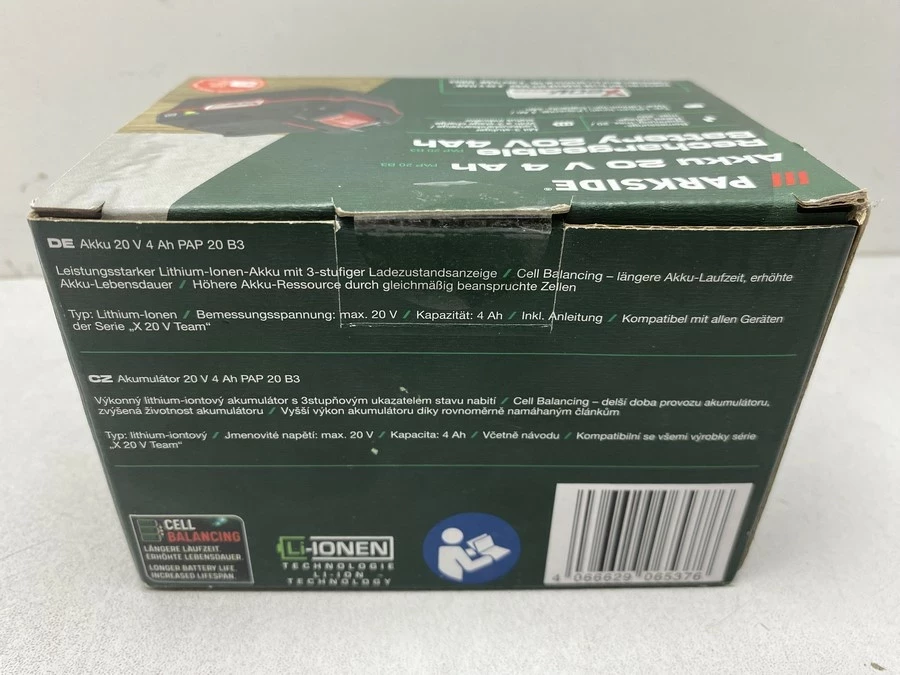 PARKSIDE®
Akku 20 V 4 Ah PAP 20 B3
Rechargeable
Battery 20V 4Ah PAP 20 B3
DE Akku 20 V 4 Ah PAP 20 B3
Leistungsstarker Lithium-Ionen-Akku mit 3-stufiger Ladezustandsanzeige / Cell Balancing – längere Akku-Laufzeit, erhöhte
Akku-Lebensdauer / Höhere Akku-Ressource durch gleichmäßig beanspruchte Zellen
Typ: Lithium-Ionen / Bemessungsspannung: max. 20 V / Kapazität: 4 Ah / Inkl. Anleitung / Kompatibel mit allen Geräten
der Serie „X 20 V Team"
CZ Akumulátor 20 V 4 Ah PAP 20 B3
Výkonný lithium-iontový akumulátor s 3stupňovým ukazatelem stavu nabití / Cell Balancing – delší doba provozu akumulátoru,
zvýšená životnost akumulátoru / Vyšší výkon akumulátoru díky rovnoměrně namáhaným článkům
Typ: lithium-iontový / Jmenovité napětí: max. 20 V / Kapacita: 4 Ah / Včetně návodu / Kompatibilní se všemi výrobky série
„X 20 V Team"
CELL
BALANCING
LÄNGERE LAUFZEIT.
ERHÖHTE LEBENSDAUER.
LONGER BATTERY LIFE.
INCREASED LIFESPAN.
Li-IONEN
TECHNOLOGIE
LI-ION
TECHNOLOGY
4 066629 065376